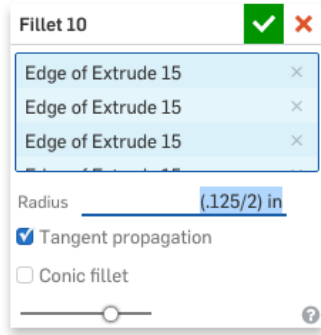 Fillet 10
Edge of Extrude 15
Edge of Extrude 15
Edge of Extrude 15
Radius (.125/2) in
Tangent propagation
Conic fillet
?